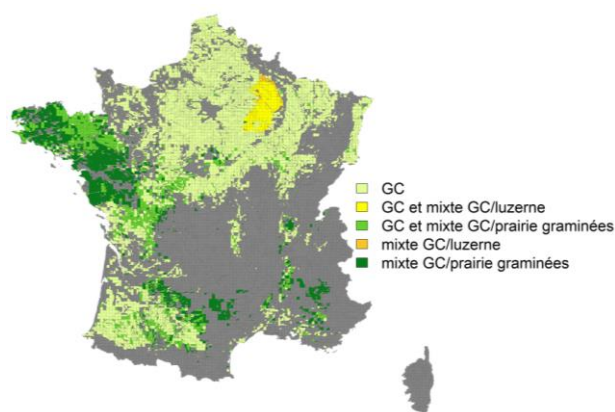 GC
GC et mixte GC/luzerne
GC et mixte GC/prairie graminées
mixte GC/luzerne
mixte GC/prairie graminées